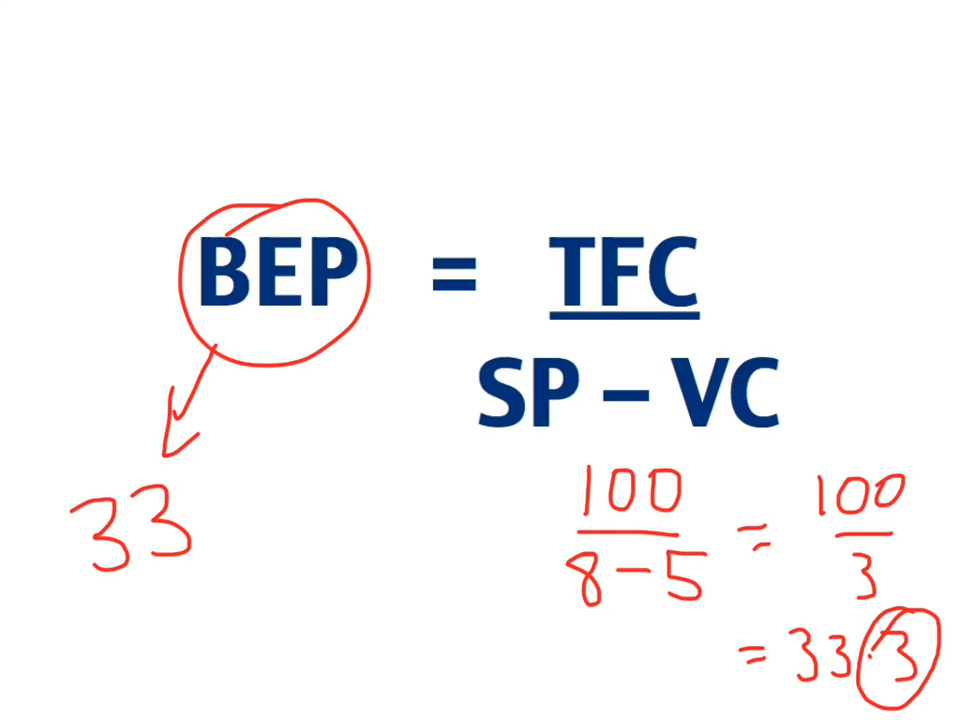 BEP = TFC
SP – VC
33
100 = 100
8 - 5 3
= 33.3